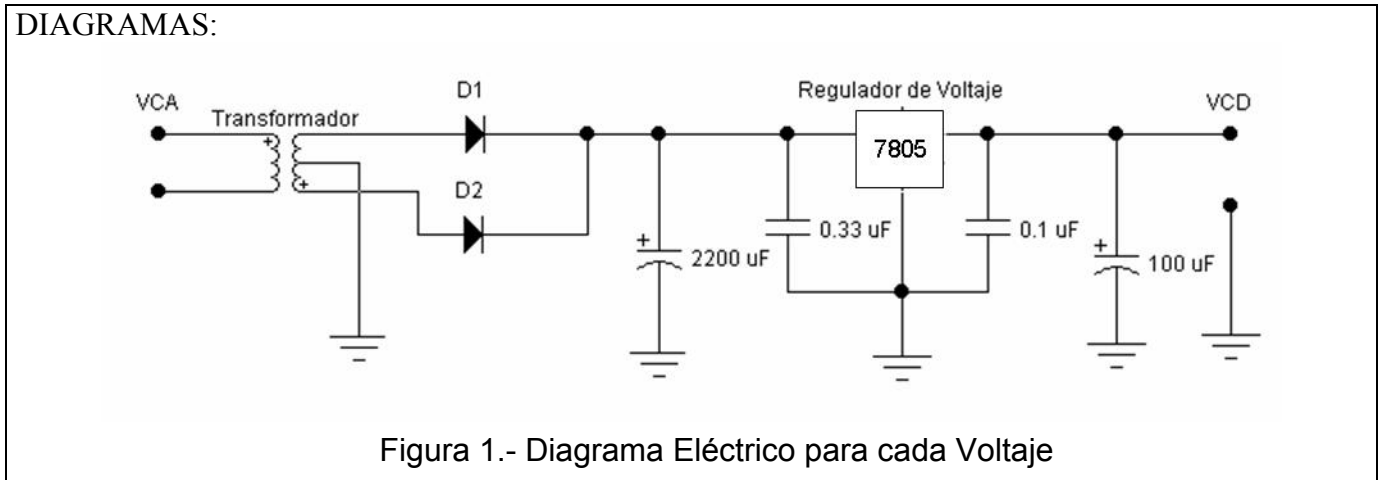 DIAGRAMAS:
VCA
Transformador
D1
D2
Regulador de Voltaje
7805
VCD
+
+
+
2200 uF
0.33 uF
0.1 uF
+
100 uF
Figura 1.- Diagrama Eléctrico para cada Voltaje